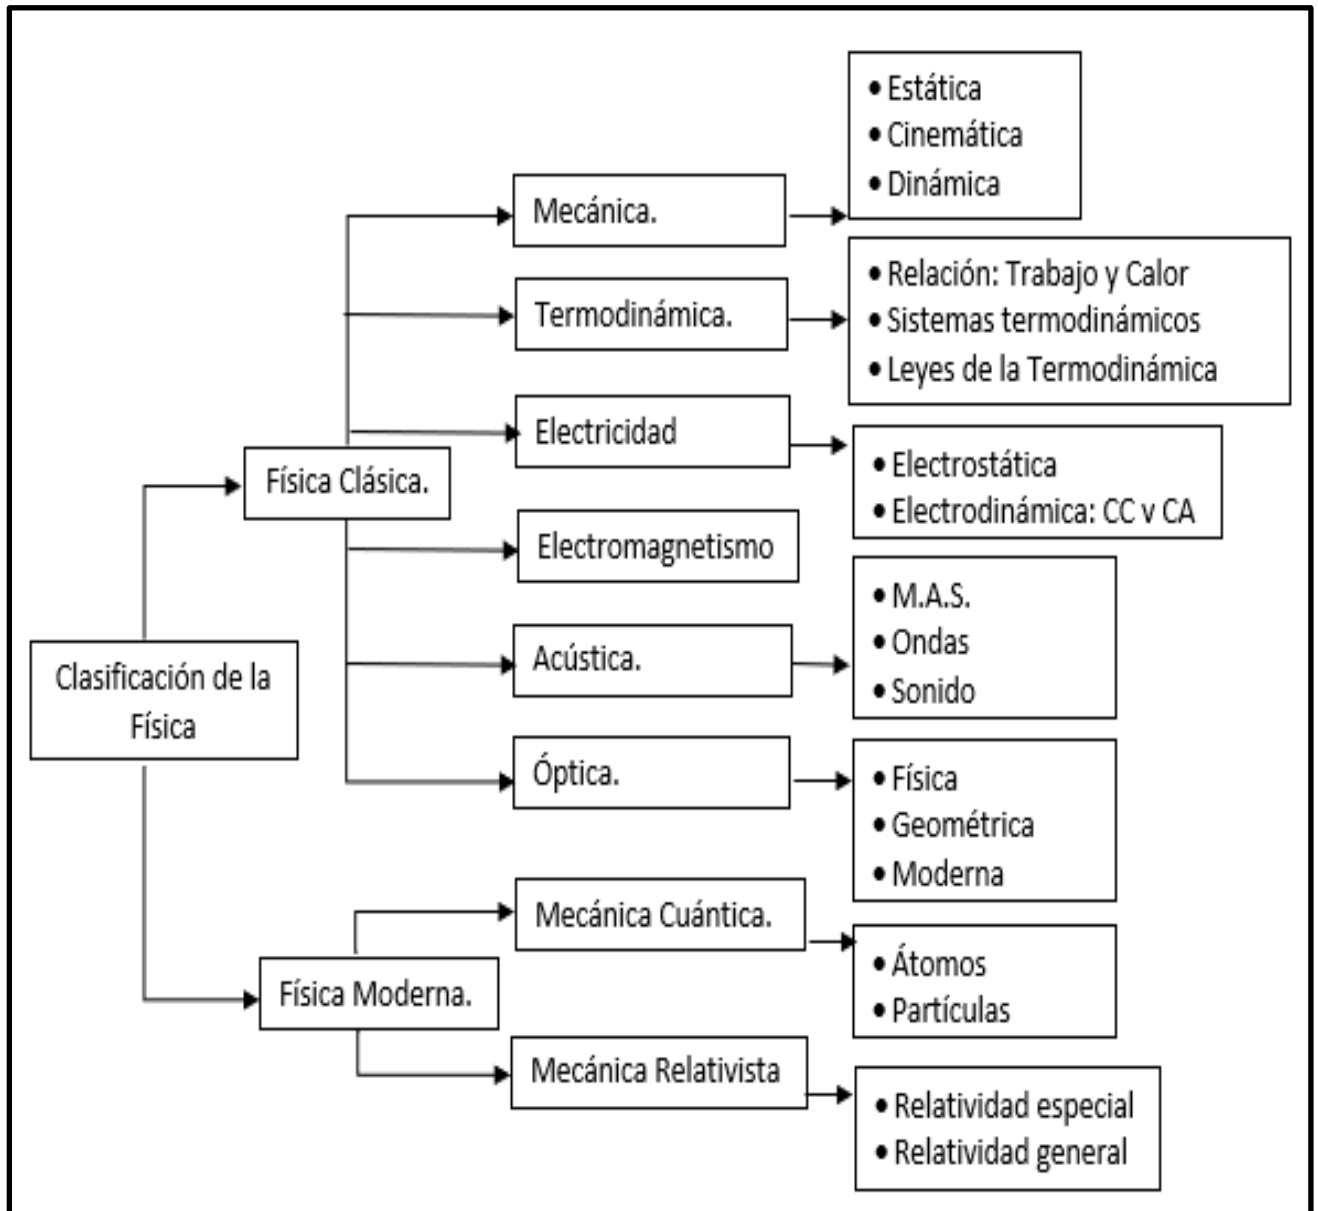 Clasificación de la
Física
Física Clásica.
Mecánica.
• Estática
• Cinemática
• Dinámica
Termodinámica.
• Relación: Trabajo y Calor
• Sistemas termodinámicos
• Leyes de la Termodinámica
Electricidad
• Electrostática
• Electrodinámica: CC v CA
Electromagnetismo
Acústica.
• M.A.S.
• Ondas
• Sonido
Óptica.
• Física
• Geométrica
• Moderna
Física Moderna.
Mecánica Cuántica.
• Átomos
• Partículas
Mecánica Relativista
• Relatividad especial
• Relatividad general